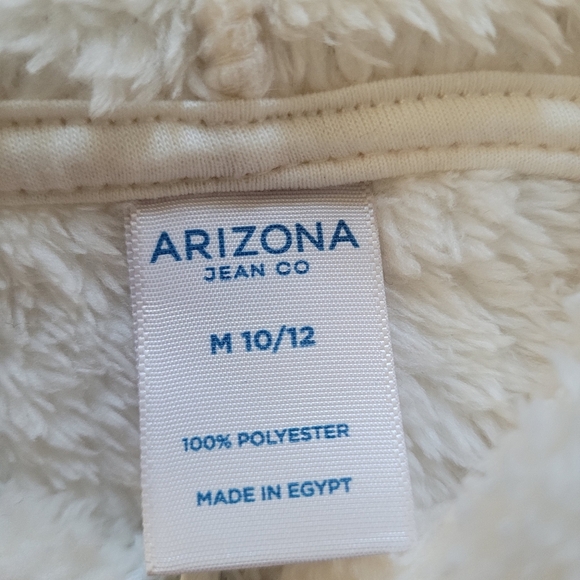 ARIZONA
JEAN CO
M 10/12
100% POLYESTER
MADE IN EGYPT